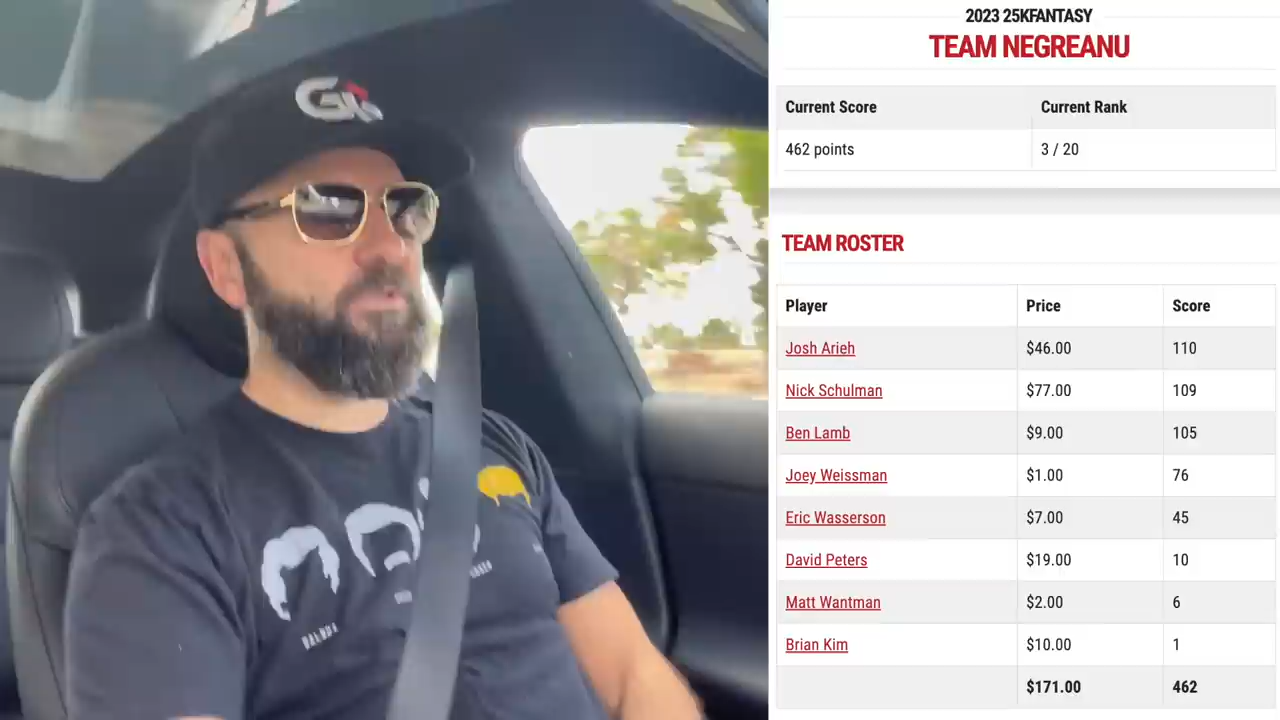 GR
BALBOA
2023 25KFANTASY
TEAM NEGREANU
Current Score Current Rank
462 points 3 / 20
TEAM ROSTER
Player Price Score
Josh Arieh $46.00 110
Nick Schulman $77.00 109
Ben Lamb $9.00 105
Joey Weissman $1.00 76
Eric Wasserson $7.00 45
David Peters $19.00 10
Matt Wantman $2.00 6
Brian Kim $10.00 1
$171.00 462